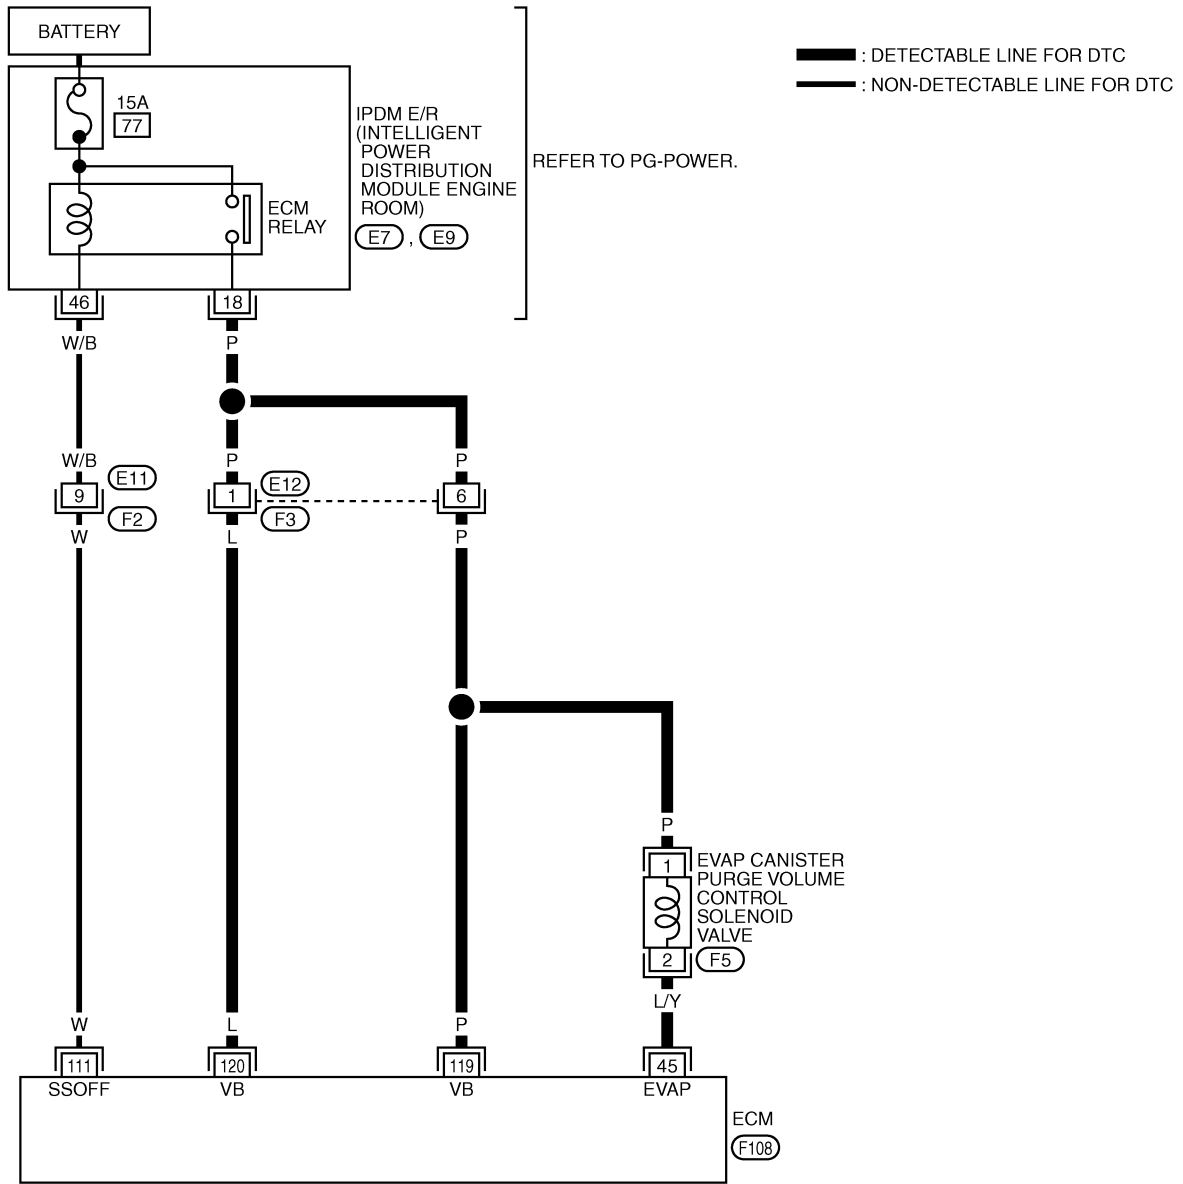 BATTERY
: DETECTABLE LINE FOR DTC
: NON-DETECTABLE LINE FOR DTC
15A
77
IPDM E/R
(INTELLIGENT
POWER
DISTRIBUTION
MODULE ENGINE
ROOM)
E7 , E9
REFER TO PG-POWER.
ECM
RELAY
46
18
W/B
P
W/B
P
P
9
E11
F2
1
E12
F3
6
W
L
P
P
1
EVAP CANISTER
PURGE VOLUME
CONTROL
SOLENOID
VALVE
2
F5
L/Y
W
L
P
111
120
119
45
SSOFF
VB
VB
EVAP
ECM
F108